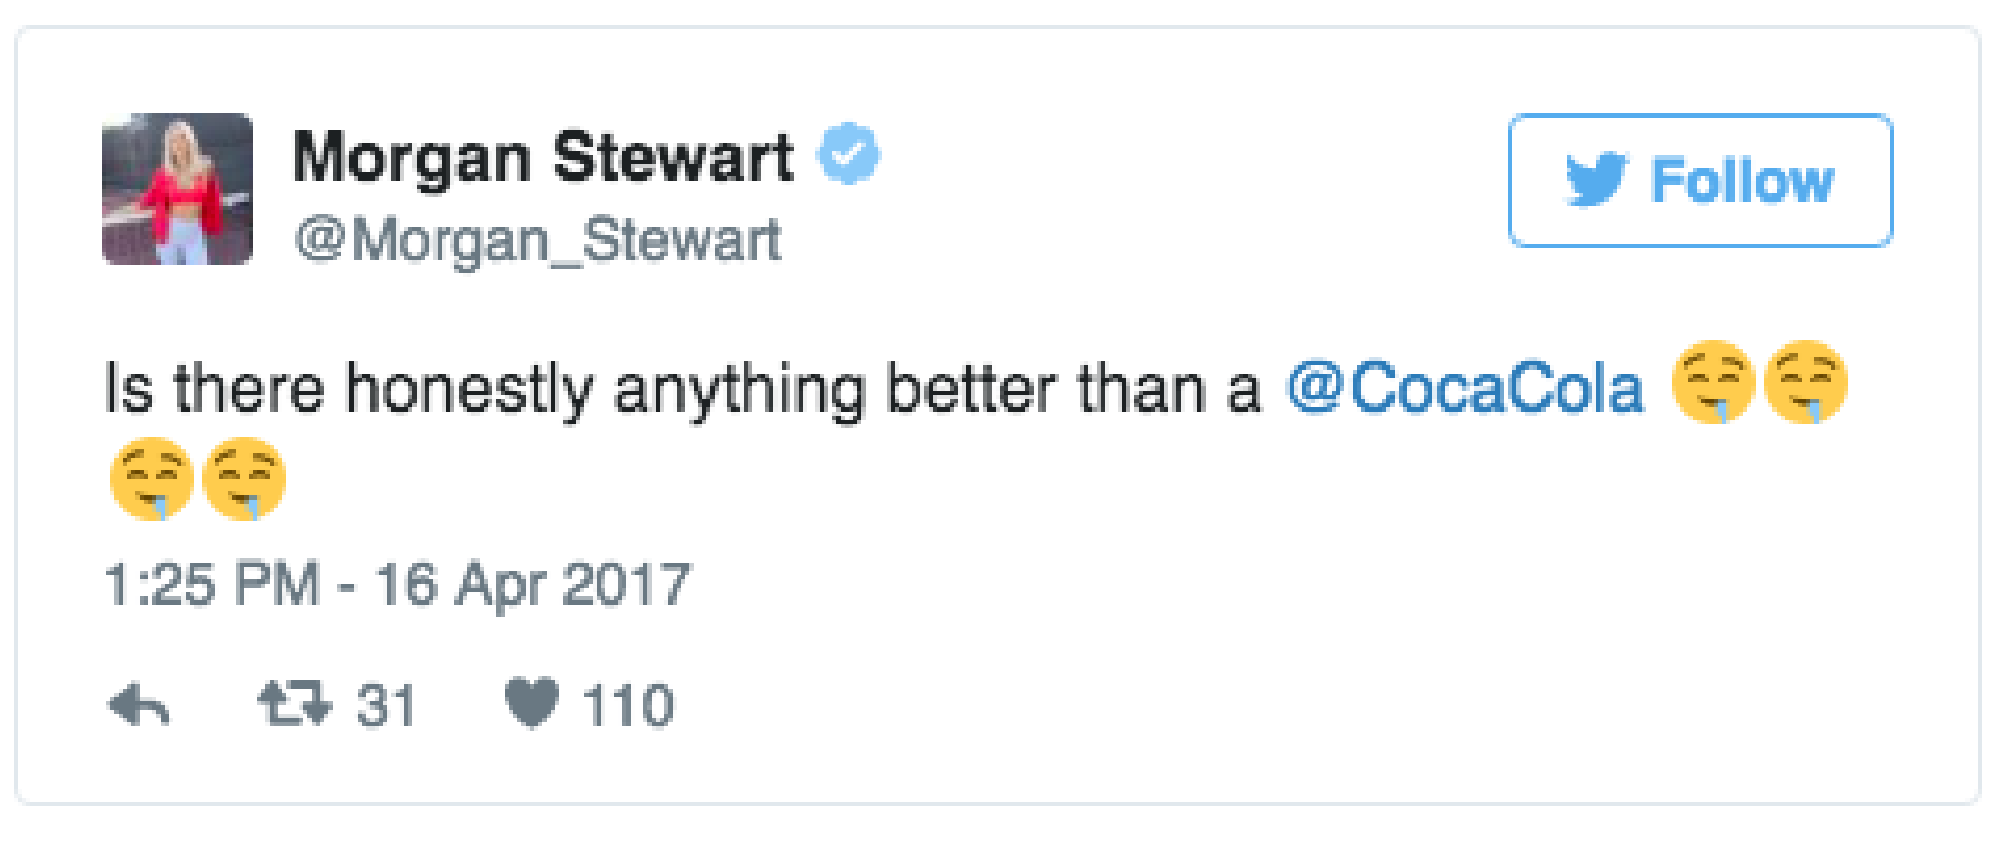 Morgan Stewart
@Morgan_Stewart
Follow
Is there honestly anything better than a @CocaCola 🤤🤤
🤤🤤
1:25 PM - 16 Apr 2017
31 110